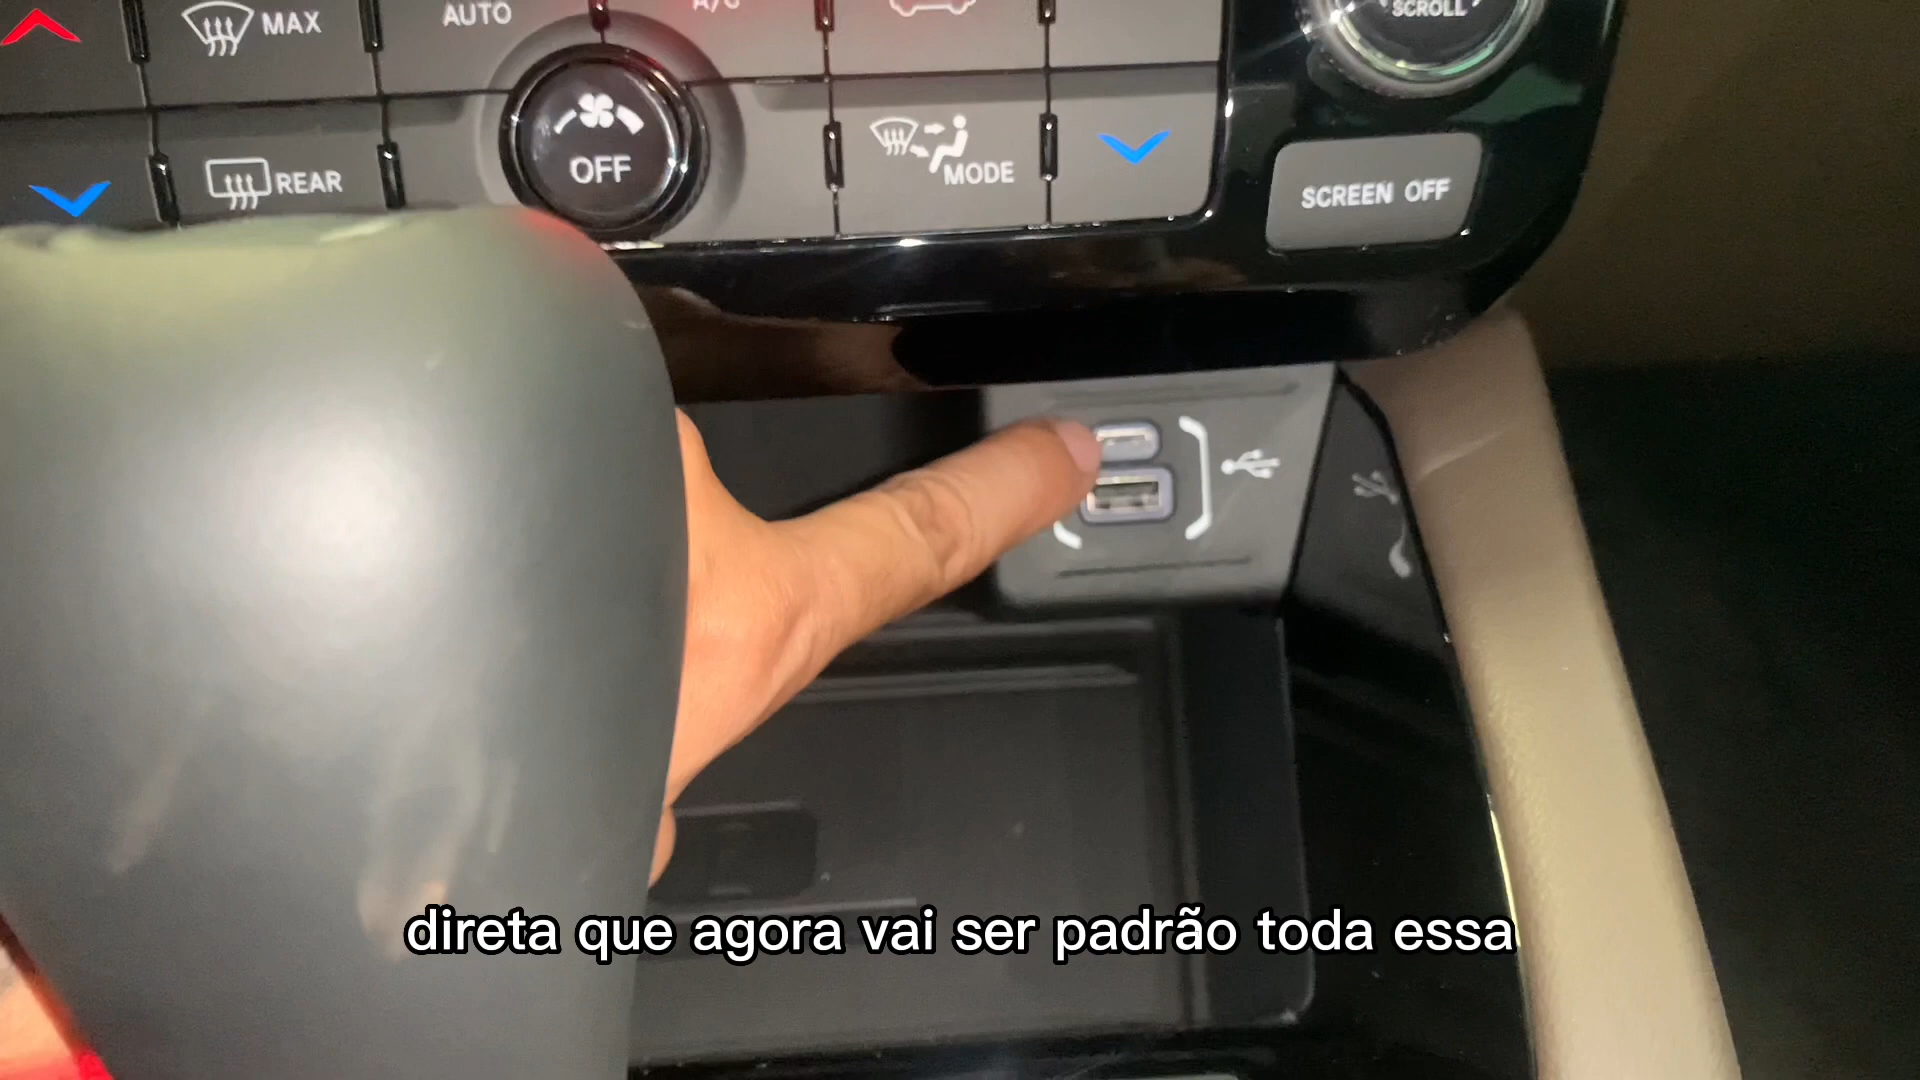 MAX
AUTO
A/C
SCROLL
REAR
OFF
MODE
SCREEN OFF
direta que agora vai ser padrão toda essa